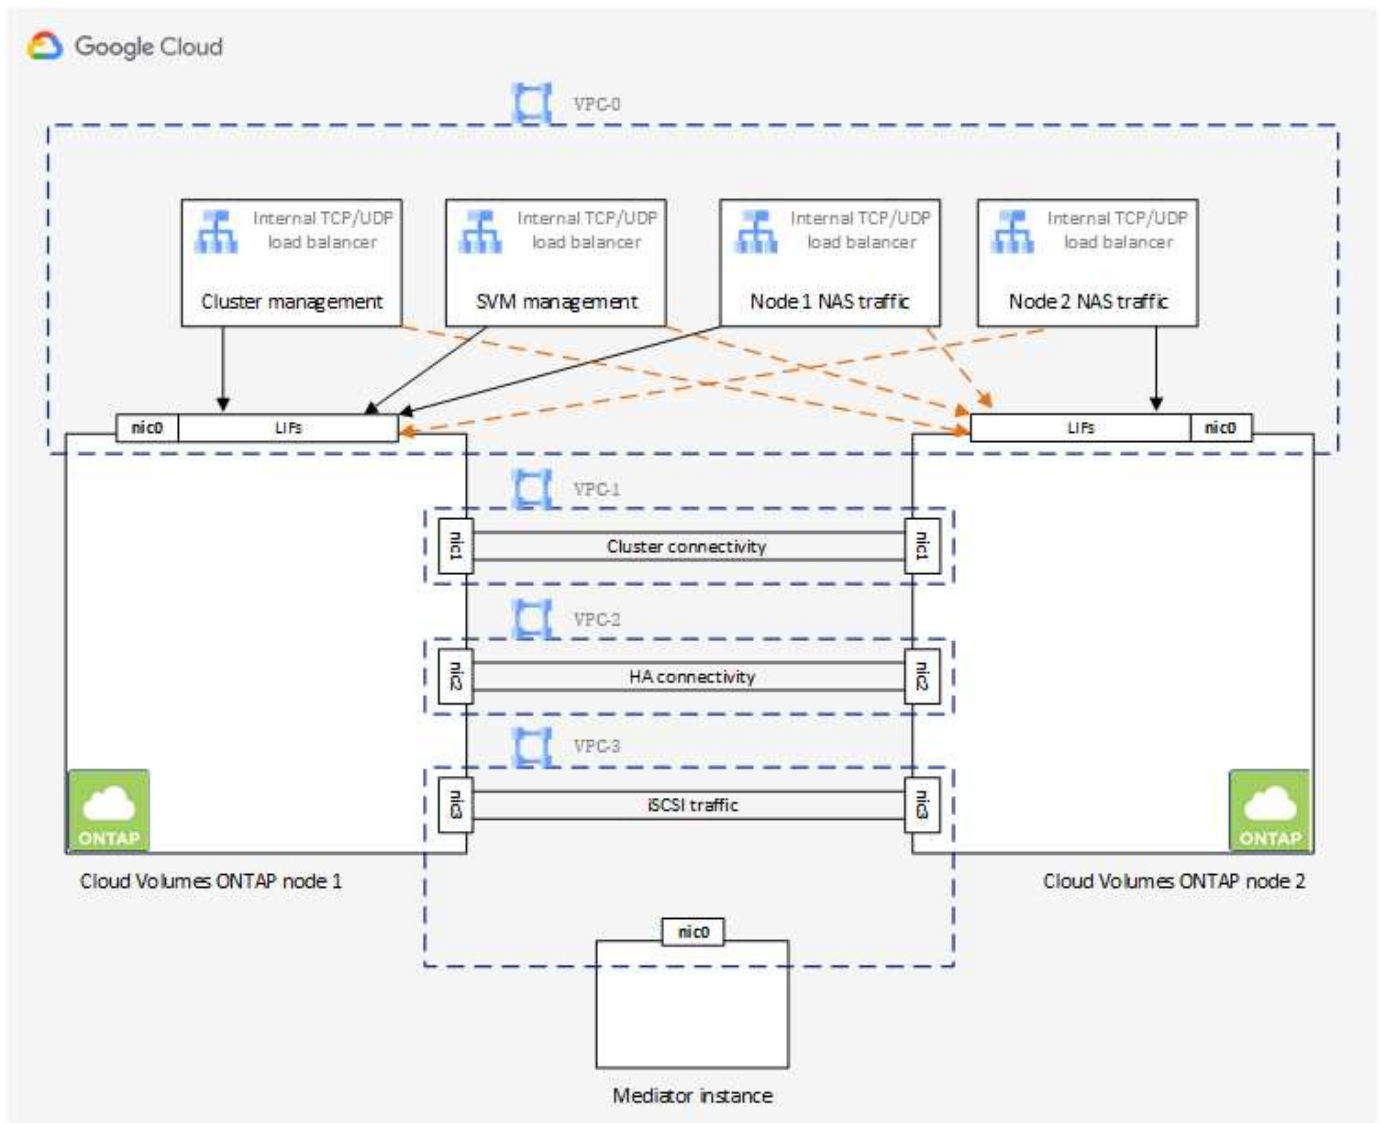 Google Cloud
VPC-0
Internal TCP/UDP
load balancer
Cluster management
Internal TCP/UDP
load balancer
SVM management
Internal TCP/UDP
load balancer
Node 1 NAS traffic
Internal TCP/UDP
load balancer
Node 2 NAS traffic
nic0
LIFs
LIFs
nic0
VPC-1
nic1
Cluster connectivity
nic1
VPC-2
nic2
HA connectivity
nic2
VPC-3
nic3
iSCSI traffic
nic3
ONTAP
ONTAP
Cloud Volumes ONTAP node 1
Cloud Volumes ONTAP node 2
nic0
Mediator instance